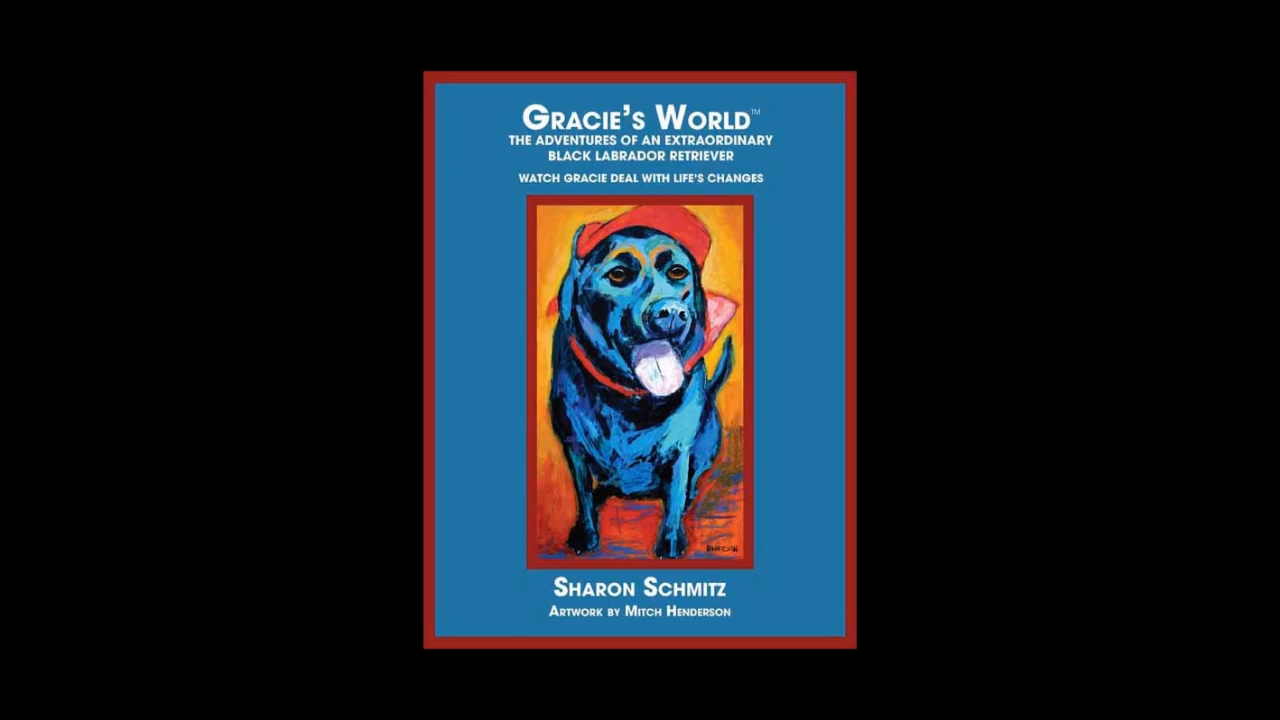 GRACIE'S WORLD™
THE ADVENTURES OF AN EXTRAORDINARY
BLACK LABRADOR RETRIEVER
WATCH GRACIE DEAL WITH LIFE'S CHANGES
SHARON SCHMITZ
ARTWORK BY MITCH HENDERSON